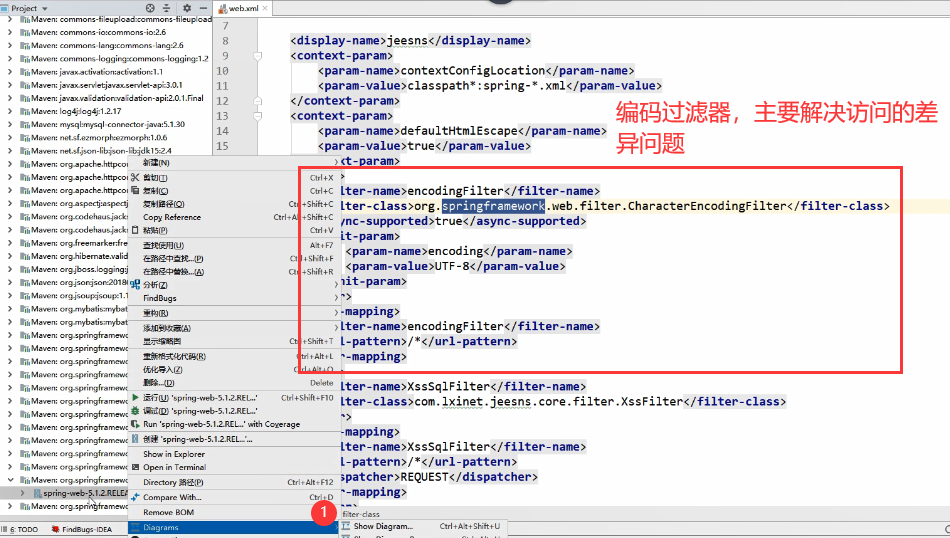 Project
web.xml
Maven: commons-fileupload:commons-
Maven: commons-io:commons-io:2.6
Maven: commons-lang:commons-lang:2.6
Maven: commons-logging:commons-logging:1.2
Maven: javax.activation:activation:1.1
Maven: javax.servlet:javax.servlet-api:3.0.1
Maven: javax.validation:validation-api:2.0.1.Final
Maven: log4j:log4j:1.2.17
Maven: mysql:mysql-connector-java:5.1.30
Maven: net.sf.ezmorph:ezmorph:1.0.6
Maven: net.sf.json-lib:json-lib:jdk15:2.4
Maven: org.apache.httpcor
Maven: org.apache.httpcor
Maven: org.aspectj:aspectj
Maven: org.codehaus.jacks
Maven: org.codehaus.jacks
Maven: org.freemarker:free
Maven: org.hibernate.valid
Maven: org.jboss.logging:j
Maven: org.json:json:20180
Maven: org.jsoup:jsoup:1.1
Maven: org.mybatis:mybat
Maven: org.mybatis:mybat
Maven: org.springframewo
Maven: org.springframewo
Maven: org.springframewo
Maven: org.springframewo
Maven: org.springframewo
Maven: org.springframewo
Maven: org.springframewo
Maven: org.springframewo
Maven: org.springframewo
Maven: org.springframewo
Maven: org.springframewo
Maven: org.springframewo
spring-web-5.1.2.RELEA
Maven: org.springframewo
6: TODO
FindBugs-IDEA
7
8 <display-name>jeesns</display-name>
9 <context-param>
10 <param-name>contextConfigLocation</param-name>
11 <param-value>classpath*:spring-*.xml</param-value>
12 </context-param>
13 <context-param>
14 <param-name>defaultHtmlEscape</param-name>
15 <param-value>true</param-value>
xt-param>
编码过滤器，主要解决访问的差
异问题
>
lter-name>encodingFilter</filter-name>
lter-class>org.springframework.web.filter.CharacterEncodingFilter</filter-class>
ync-supported>true</async-supported>
it-param>
<param-name>encoding</param-name>
<param-value>UTF-8</param-value>
nit-param>
r>
r-mapping>
lter-name>encodingFilter</filter-name>
l-pattern>/*</url-pattern>
r-mapping>
lter-name>XssSqlFilter</filter-name>
lter-class>com.lxinet.jeesns.core.filter.XssFilter</filter-class>
r>
r-mapping>
lter-name>XssSqlFilter</filter-name>
l-pattern>/*</url-pattern>
spatcher>REQUEST</dispatcher>
r-mapping>
filter-class
新建(N)
剪切(T) Ctrl+X
复制(C) Ctrl+C
复制路径(O) Ctrl+Shift+C
Copy Reference Ctrl+Alt+Shift+C
粘贴(P) Ctrl+V
查找使用(U) Alt+F7
在路径中查找...(P) Ctrl+Shift+F
在路径中替换...(A) Ctrl+Shift+R
分析(Z)
FindBugs
重构(R)
添加到收藏(A)
显示缩略图 Ctrl+Shift+T
重新格式化代码(R) Ctrl+Alt+L
优化导入(Z) Ctrl+Alt+O
删除...(D) Delete
运行(U) 'spring-web-5.1.2.REL...' Ctrl+Shift+F10
调试(D) 'spring-web-5.1.2.REL...'
Run 'spring-web-5.1.2.REL...' with Coverage
创建 'spring-web-5.1.2.REL...'...
Show in Explorer
Open in Terminal
Directory 路径(P) Ctrl+Alt+F12
Compare With... Ctrl+D
Remove BOM
Diagrams
1
Show Diagram... Ctrl+Alt+Shift+U